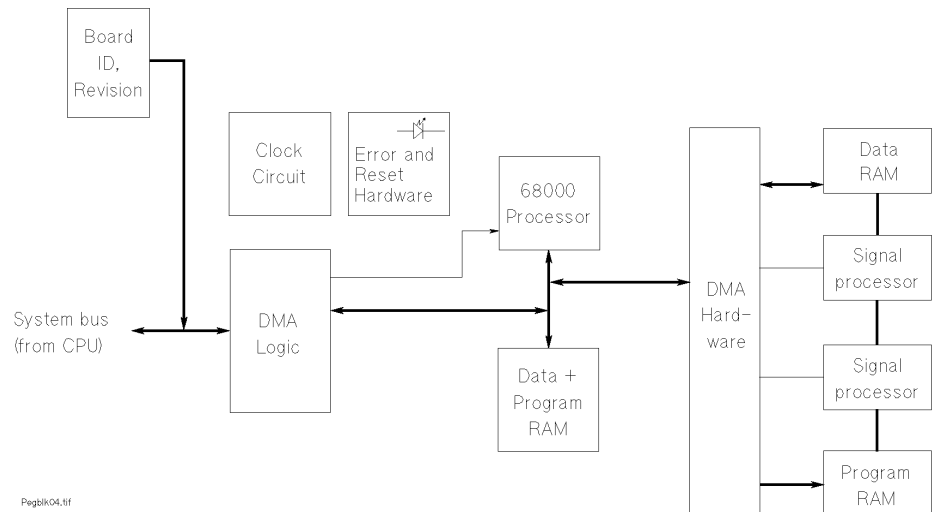 Board
ID,
Revision
Clock
Circuit
Error and
Reset
Hardware
68000
Processor
Data
RAM
Signal
processor
System bus
(from CPU)
DMA
Logic
DMA
Hard-
ware
Data +
Program
RAM
Signal
processor
Program
RAM
Pegblk04.tif